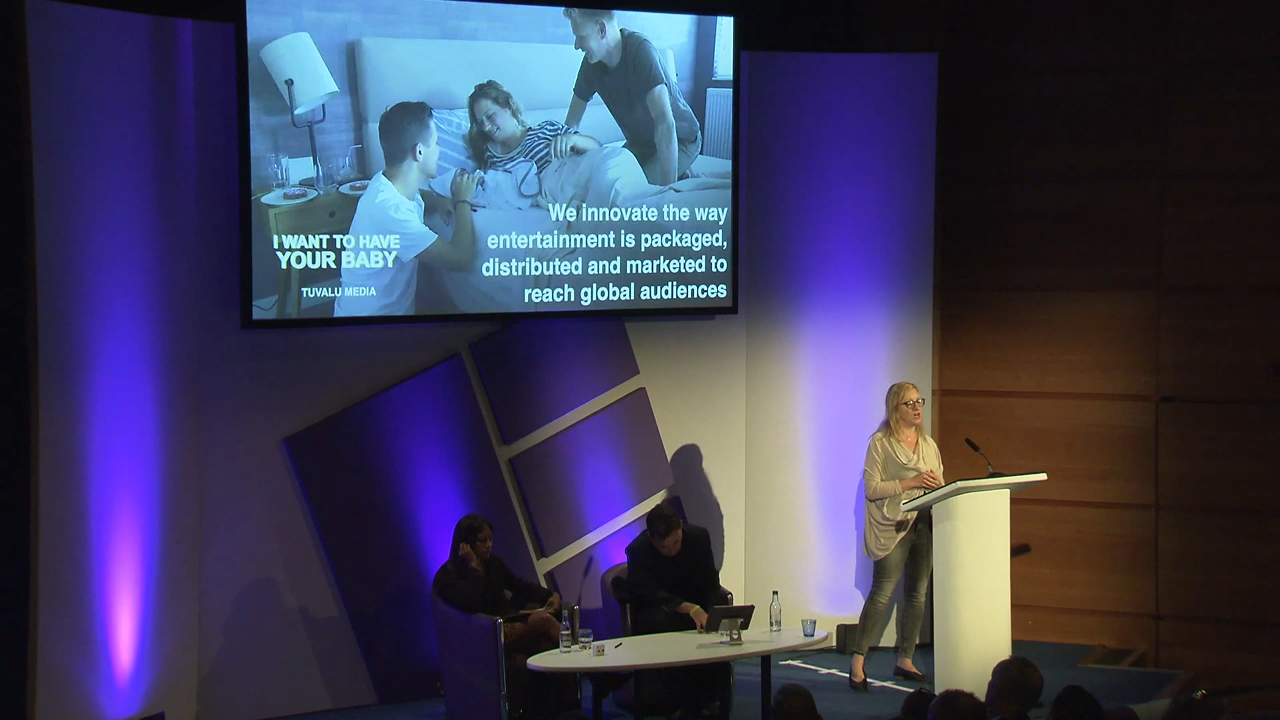 I WANT TO HAVE
YOUR BABY
TUVALU MEDIA
We innovate the way
entertainment is packaged,
distributed and marketed to
reach global audiences